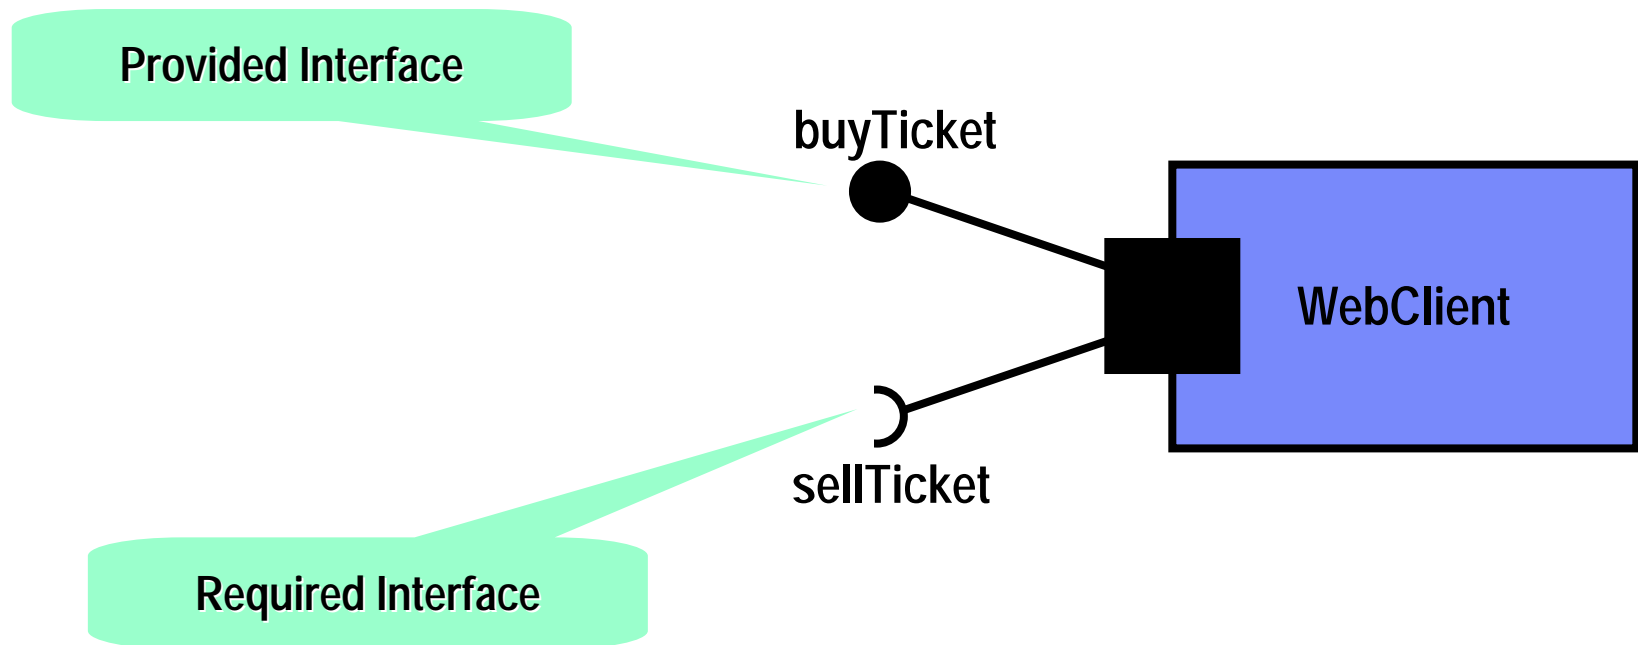 Provided Interface
buyTicket
WebClient
sellTicket
Required Interface